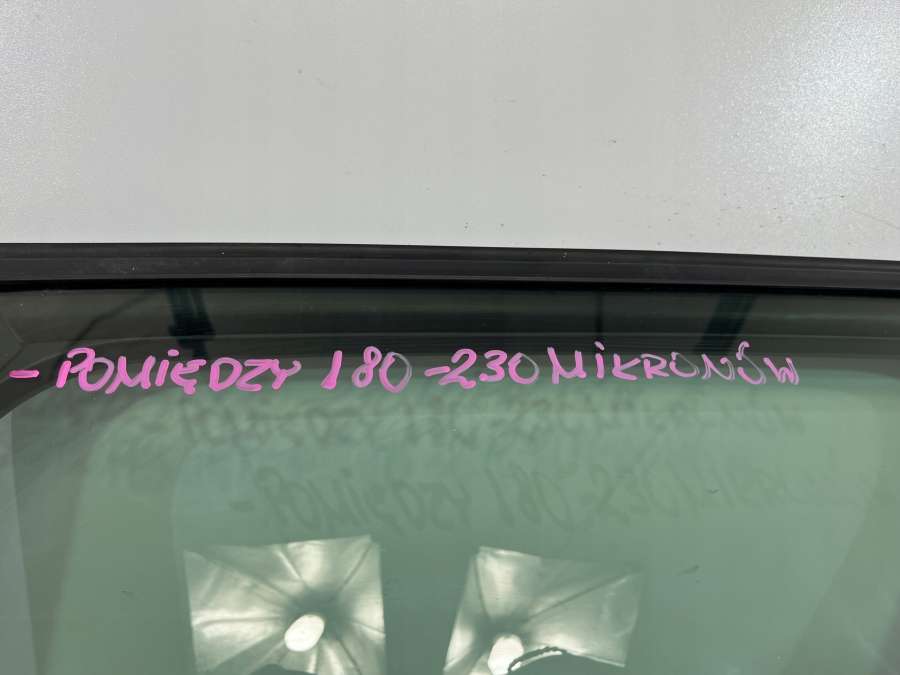 - POMIĘDZY 180 - 230 MIKRONÓW